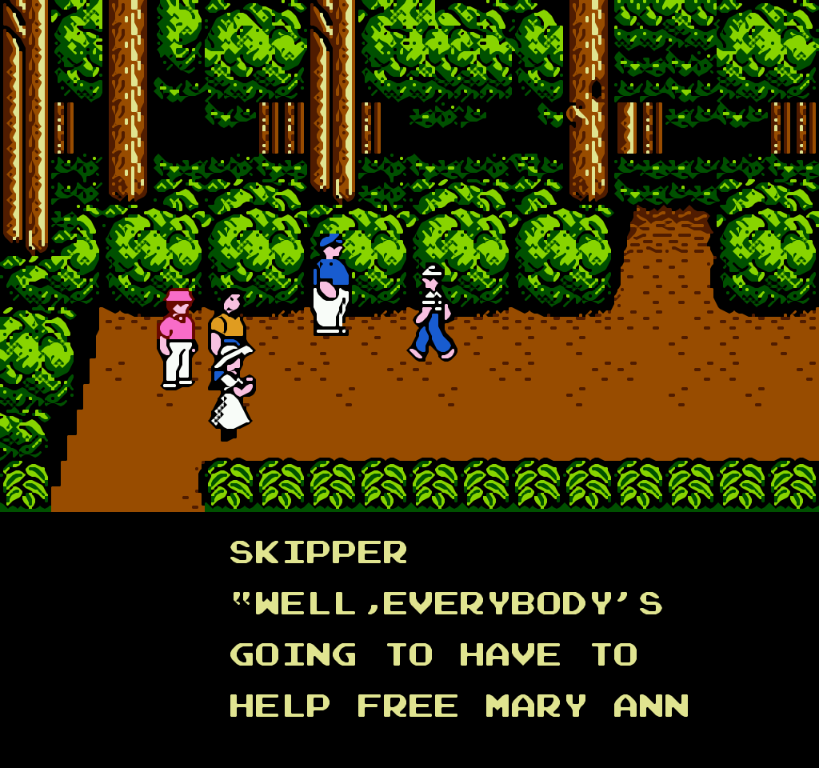 SKIPPER
"WELL,EVERYBODY'S
GOING TO HAVE TO
HELP FREE MARY ANN